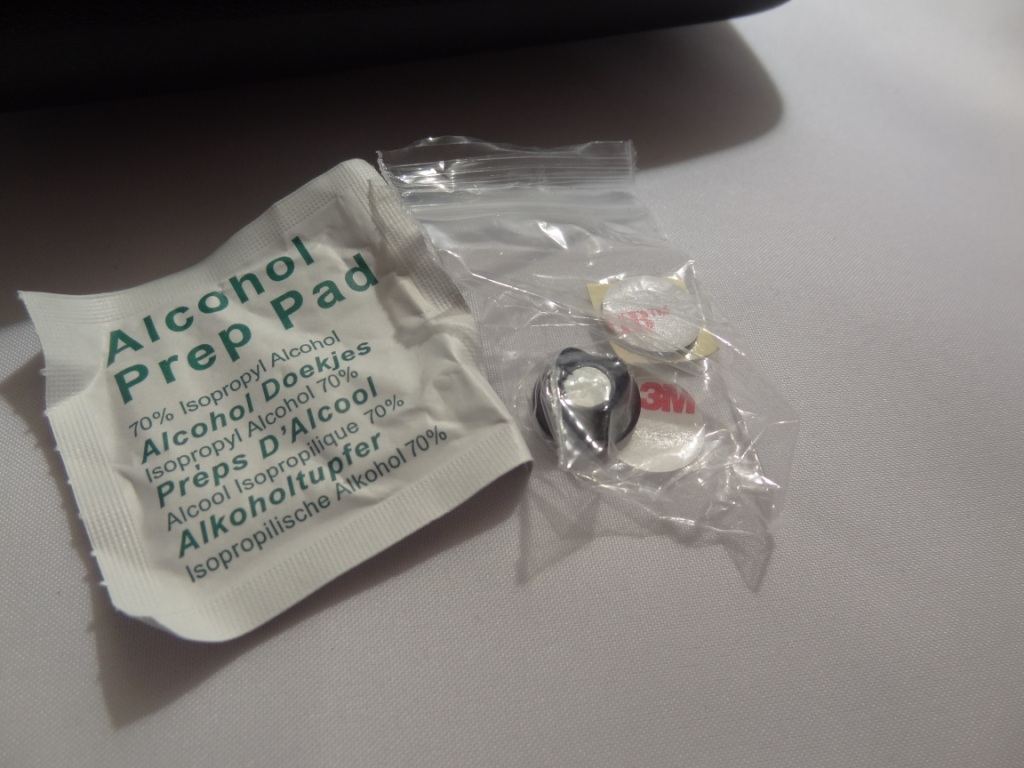 Alcohol
Prep Pad
70% Isopropyl Alcohol
Alcohol Doekjes
Isopropyl Alcohol 70%
Prèps D'Alcool
Alcool Isopropilique 70%
Alkoholtupfer
Isopropilische Alkohol 70%
3M